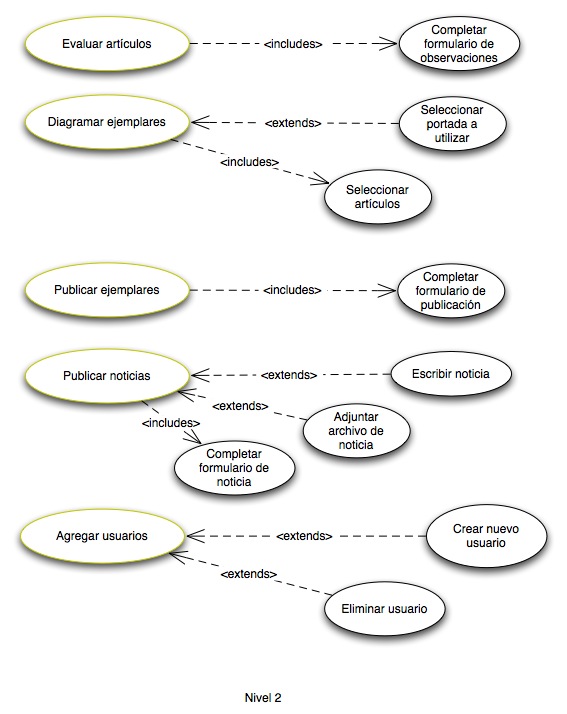 Evaluar artículos
<includes>
Completar
formulario de
observaciones
Diagramar ejemplares
<extends>
Seleccionar
portada a
utilizar
<includes>
Seleccionar
artículos
Publicar ejemplares
<includes>
Completar
formulario de
publicación
Publicar noticias
<extends>
Escribir noticia
<extends>
Adjuntar
archivo de
noticia
<includes>
Completar
formulario de
noticia
Agregar usuarios
<extends>
Crear nuevo
usuario
<extends>
Eliminar usuario
Nivel 2